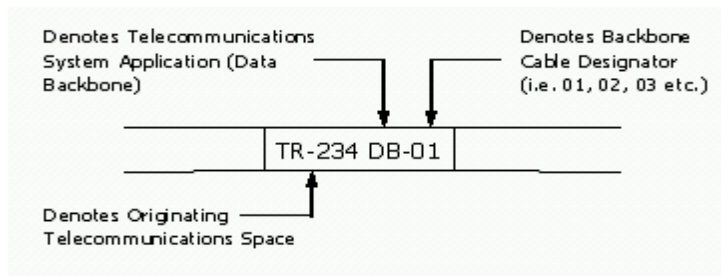 Denotes Telecommunications
System Application (Data
Backbone)
Denotes Backbone
Cable Designator
(i.e. 01, 02, 03 etc.)
TR-234 DB-01
Denotes Originating
Telecommunications Space